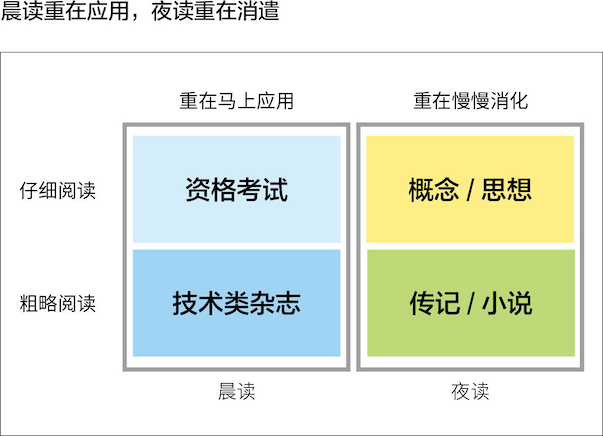 晨读重在应用，夜读重在消遣
重在马上应用 重在慢慢消化
仔细阅读 资格考试 概念 / 思想
粗略阅读 技术类杂志 传记 / 小说
晨读 夜读